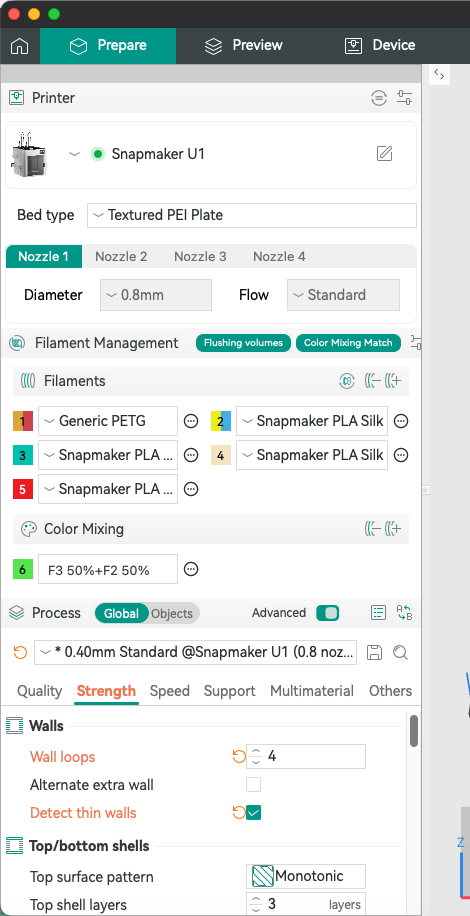 Prepare
Preview
Device
Printer
Snapmaker U1
Bed type
Textured PEI Plate
Nozzle 1
Nozzle 2
Nozzle 3
Nozzle 4
Diameter
0.8mm
Flow
Standard
Filament Management
Flushing volumes
Color Mixing Match
Filaments
1
Generic PETG
2
Snapmaker PLA Silk
3
Snapmaker PLA ...
4
Snapmaker PLA Silk
5
Snapmaker PLA ...
Color Mixing
6
F3 50%+F2 50%
Process
Global
Objects
Advanced
* 0.40mm Standard @Snapmaker U1 (0.8 noz...
Quality
Strength
Speed
Support
Multimaterial
Others
Walls
Wall loops
4
Alternate extra wall
Detect thin walls
Top/bottom shells
Top surface pattern
Monotonic
Top shell layers
3
layers
Z